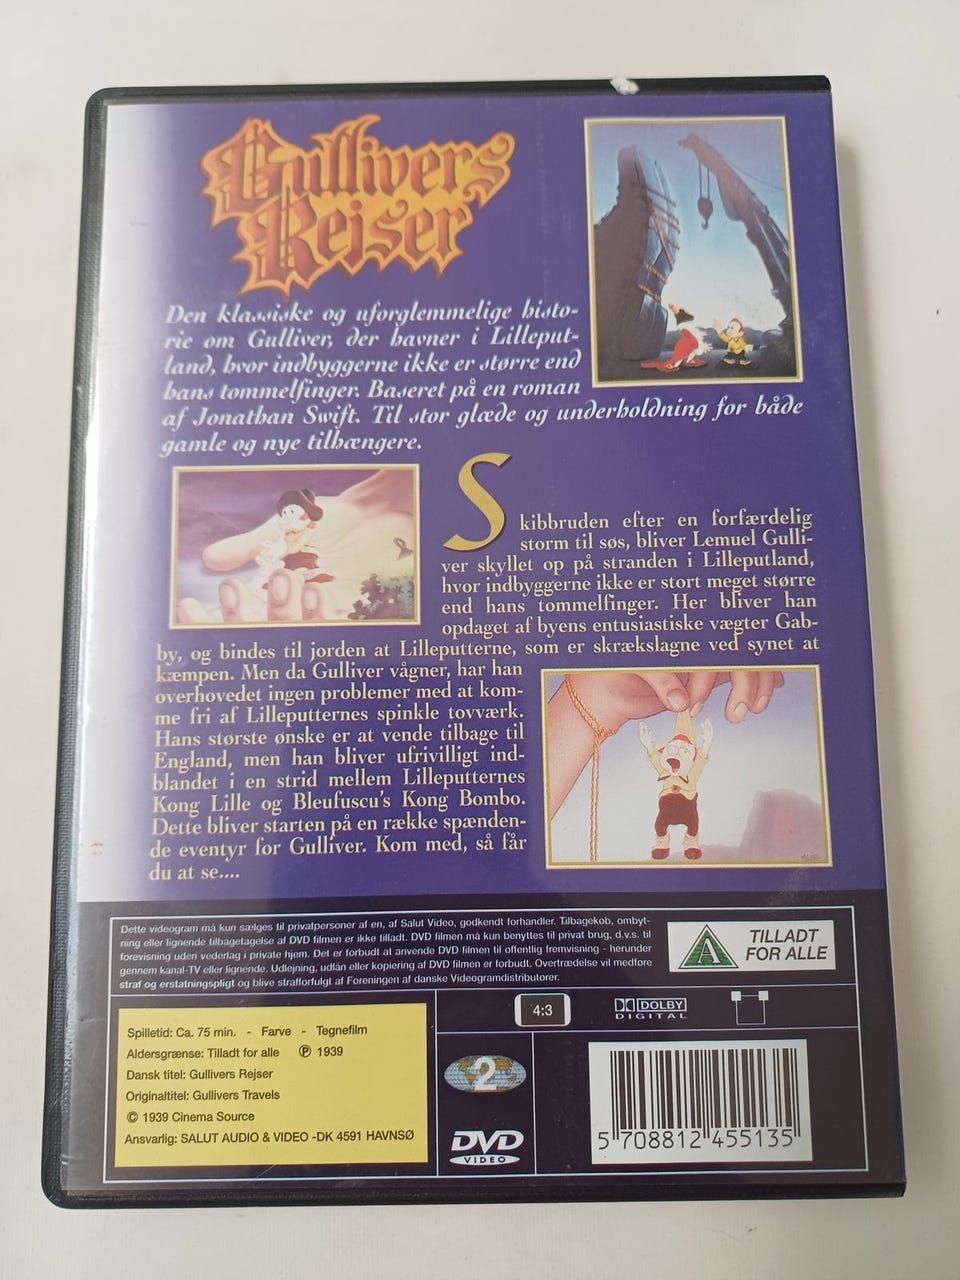 Gullivers
Rejser
Den klassiske og uforglemmelige histo-
rie om Gulliver, der havner i Lilleput-
land, hvor indbyggerne ikke er større end
hans tommelfinger. Baseret på en roman
af Jonathan Swift. Til stor glæde og underholdning for både
gamle og nye tilhængere.
Skibbruden efter en forfærdelig
storm til søs, bliver Lemuel Gulli-
ver skyllet op på stranden i Lilleputland,
hvor indbyggerne ikke er stort meget større
end hans tommelfinger. Her bliver han
opdaget af byens entusiastiske vægter Gab-
by, og bindes til jorden at Lilleputterne, som er skrækslagne ved synet at
kæmpen. Men da Gulliver vågner, har han
overhovedet ingen problemer med at kom-
me fri af Lilleputternes spinkle tovværk.
Hans største ønske er at vende tilbage til
England, men han bliver ufrivilligt ind-
blandet i en strid mellem Lilleputternes
Kong Lille og Bleufuscu's Kong Bombo.
Dette bliver starten på en række spænden-
de eventyr for Gulliver. Kom med, så får
du at se....
Dette videogram må kun sælges til privatpersoner af en, af Salut Video, godkendt forhandler. Tilbagekøb, ombyt-
ning eller lignende tilbagetagelse af DVD filmen er ikke tilladt. DVD filmen må kun benyttes til privat brug, d.v.s. til
forevisning uden vederlag i private hjem. Det er forbudt at anvende DVD filmen til offentlig fremvisning - herunder
gennem kanal-TV eller lignende. Udlejning, udlån eller kopiering af DVD filmen er forbudt. Overtrædelse vil medføre
straf og erstatningspligt og blive strafforfulgt af Foreningen af danske Videogramdistributorer.
A TILLADT
FOR ALLE
4:3
DOLBY
DIGITAL
Spilletid: Ca. 75 min. - Farve - Tegnefilm
Aldersgrænse: Tilladt for alle ℗ 1939
Dansk titel: Gullivers Rejser
Originaltitel: Gullivers Travels
© 1939 Cinema Source
Ansvarlig: SALUT AUDIO & VIDEO -DK 4591 HAVNSØ
2
DVD
VIDEO
5 708812 455135